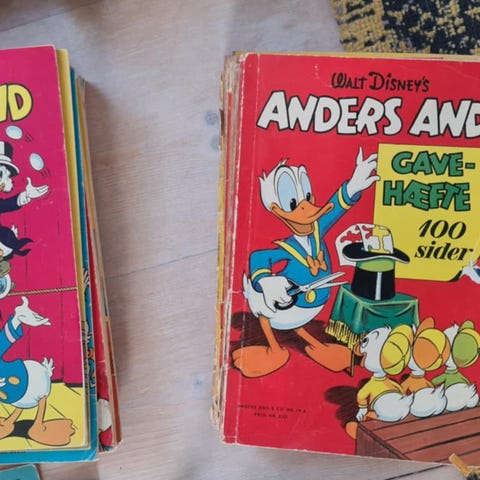 ND
WALT DISNEY'S
ANDERS AND
GAVE-
HÆFTE
100
sider